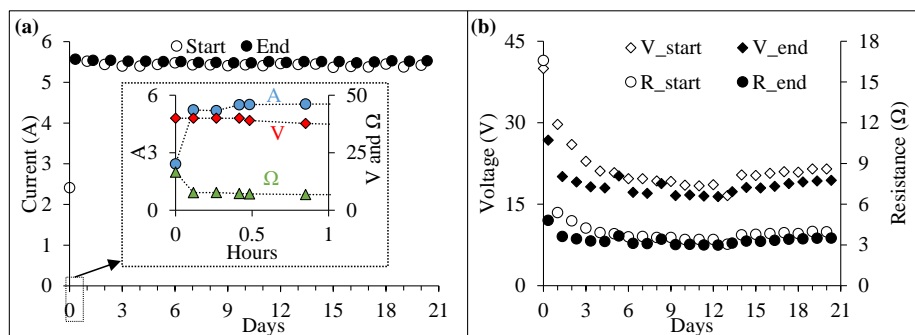 (a)
Start
End
6
5
4
3
2
1
0
Current (A)
0
3
6
9
12
15
18
21
Days
6
3
0
A
50
25
0
V and Ω
A
V
Ω
0
0.5
1
Hours
(b)
V_start
V_end
R_start
R_end
45
30
15
0
Voltage (V)
18
15
12
9
6
3
0
Resistance (Ω)
0
3
6
9
12
15
18
21
Days